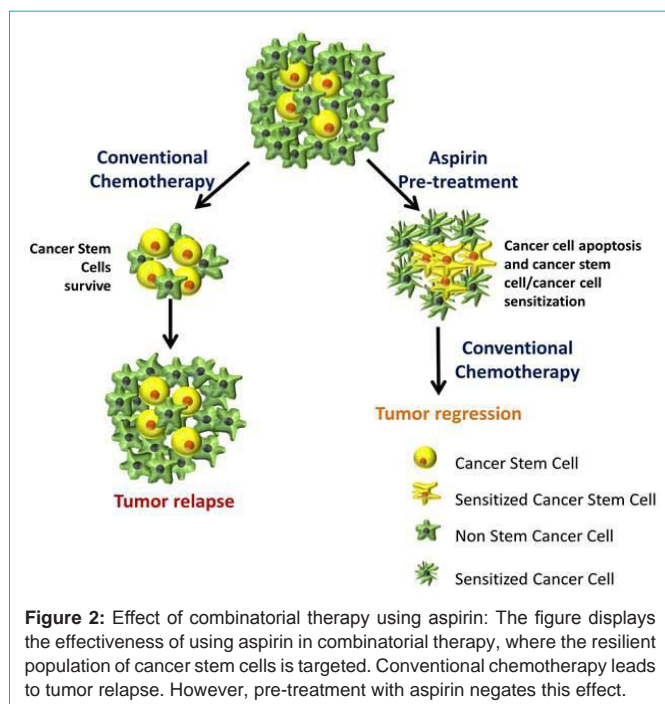 Conventional
Chemotherapy
Aspirin
Pre-treatment
Cancer Stem
Cells
survive
Cancer cell apoptosis
and cancer stem
cell/cancer cell
sensitization
Conventional
Chemotherapy
Tumor regression
Tumor relapse
Cancer Stem Cell
Sensitized Cancer Stem Cell
Non Stem Cancer Cell
Sensitized Cancer Cell
Figure 2: Effect of combinatorial therapy using aspirin: The figure displays
the effectiveness of using aspirin in combinatorial therapy, where the resilient
population of cancer stem cells is targeted. Conventional chemotherapy leads
to tumor relapse. However, pre-treatment with aspirin negates this effect.